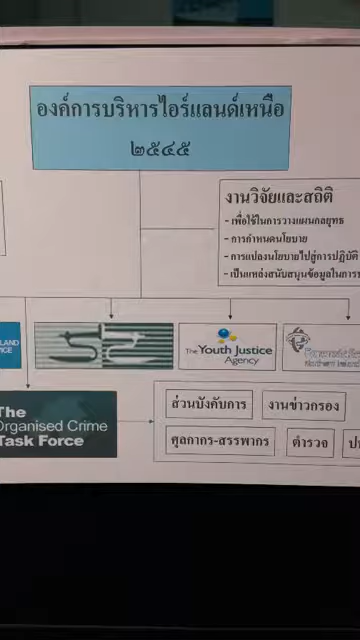 องค์การบริหารไอร์แลนด์เหนือ
๒๕๔๕
งานวิจัยและสถิติ
- เพื่อใช้ในการวางแผนกลยุทธ
- การกำหนดนโยบาย
- การแปลงนโยบายไปสู่การปฏิบัติ
- เป็นแหล่งสนับสนุนข้อมูลในการ
The Youth Justice
Agency
Northern Ireland
The
Organised Crime
Task Force
ส่วนบังคับการ
งานข่าวกรอง
ศุลกากร-สรรพากร
ตำรวจ